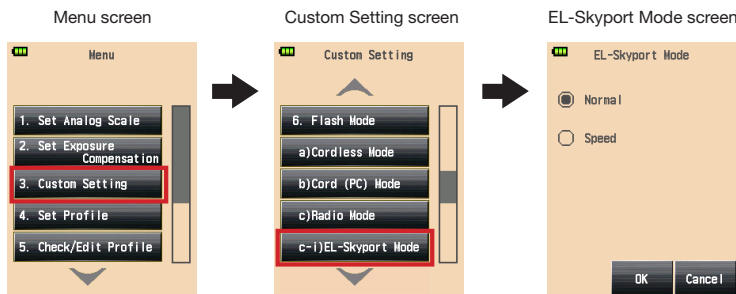 Menu screen
Custom Setting screen
EL-Skyport Mode screen
Menu
1. Set Analog Scale
2. Set Exposure
Compensation
3. Custom Setting
4. Set Profile
5. Check/Edit Profile
Custom Setting
6. Flash Mode
a)Cordless Mode
b)Cord (PC) Mode
c)Radio Mode
c-i)EL-Skyport Mode
EL-Skyport Mode
Normal
Speed
OK
Cancel